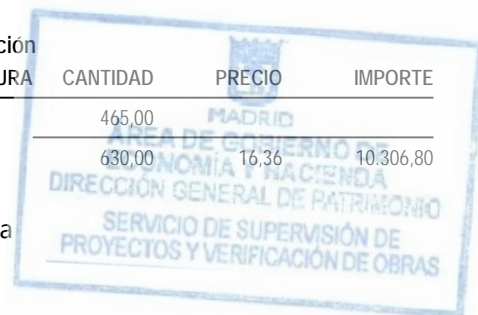 ción
URA CANTIDAD PRECIO IMPORTE
465,00
MADRID
ÁREA DE GOBIERNO DE
630,00 16,36 10.306,80
ECONOMÍA Y HACIENDA
DIRECCIÓN GENERAL DE PATRIMONIO
a
SERVICIO DE SUPERVISIÓN DE
PROYECTOS Y VERIFICACIÓN DE OBRAS